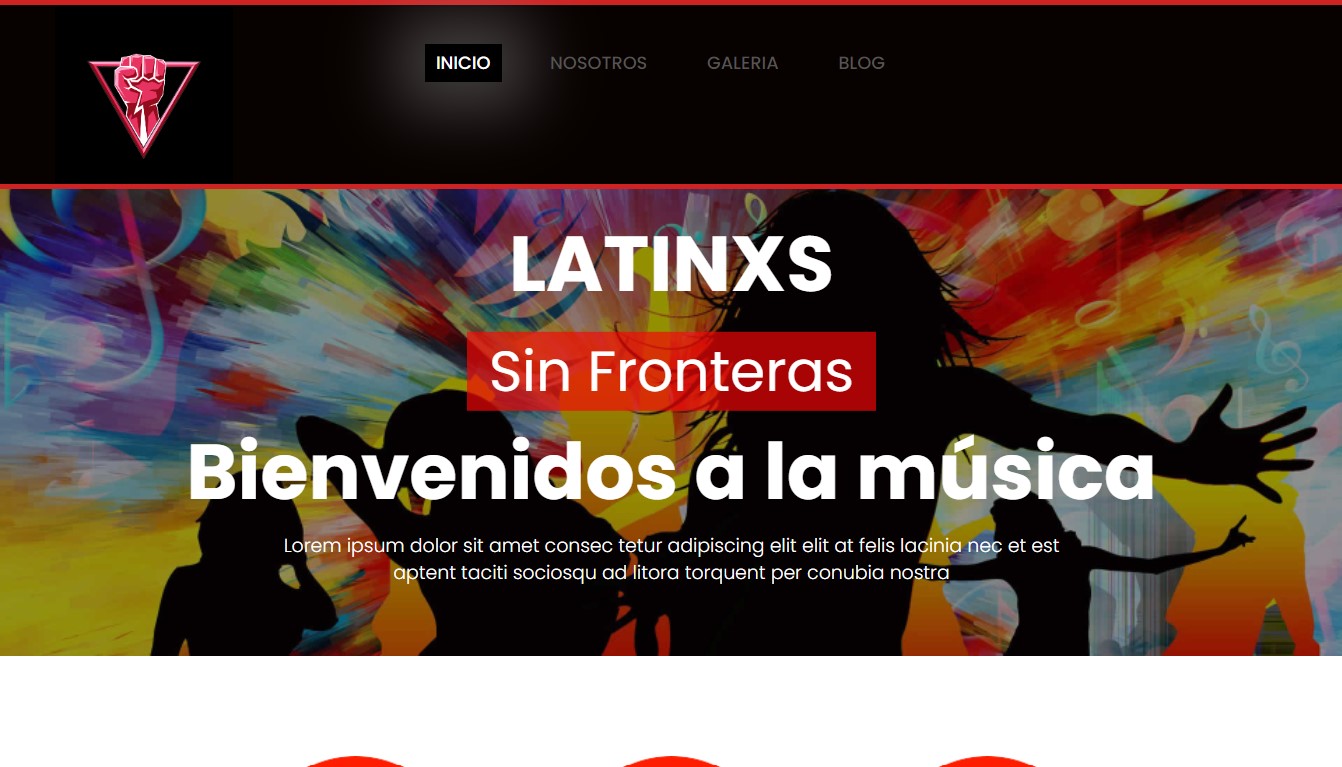 INICIO NOSOTROS GALERIA BLOG
LATINXS
Sin Fronteras
Bienvenidos a la música
Lorem ipsum dolor sit amet consec tetur adipiscing elit elit at felis lacinia nec et est
aptent taciti sociosqu ad litora torquent per conubia nostra